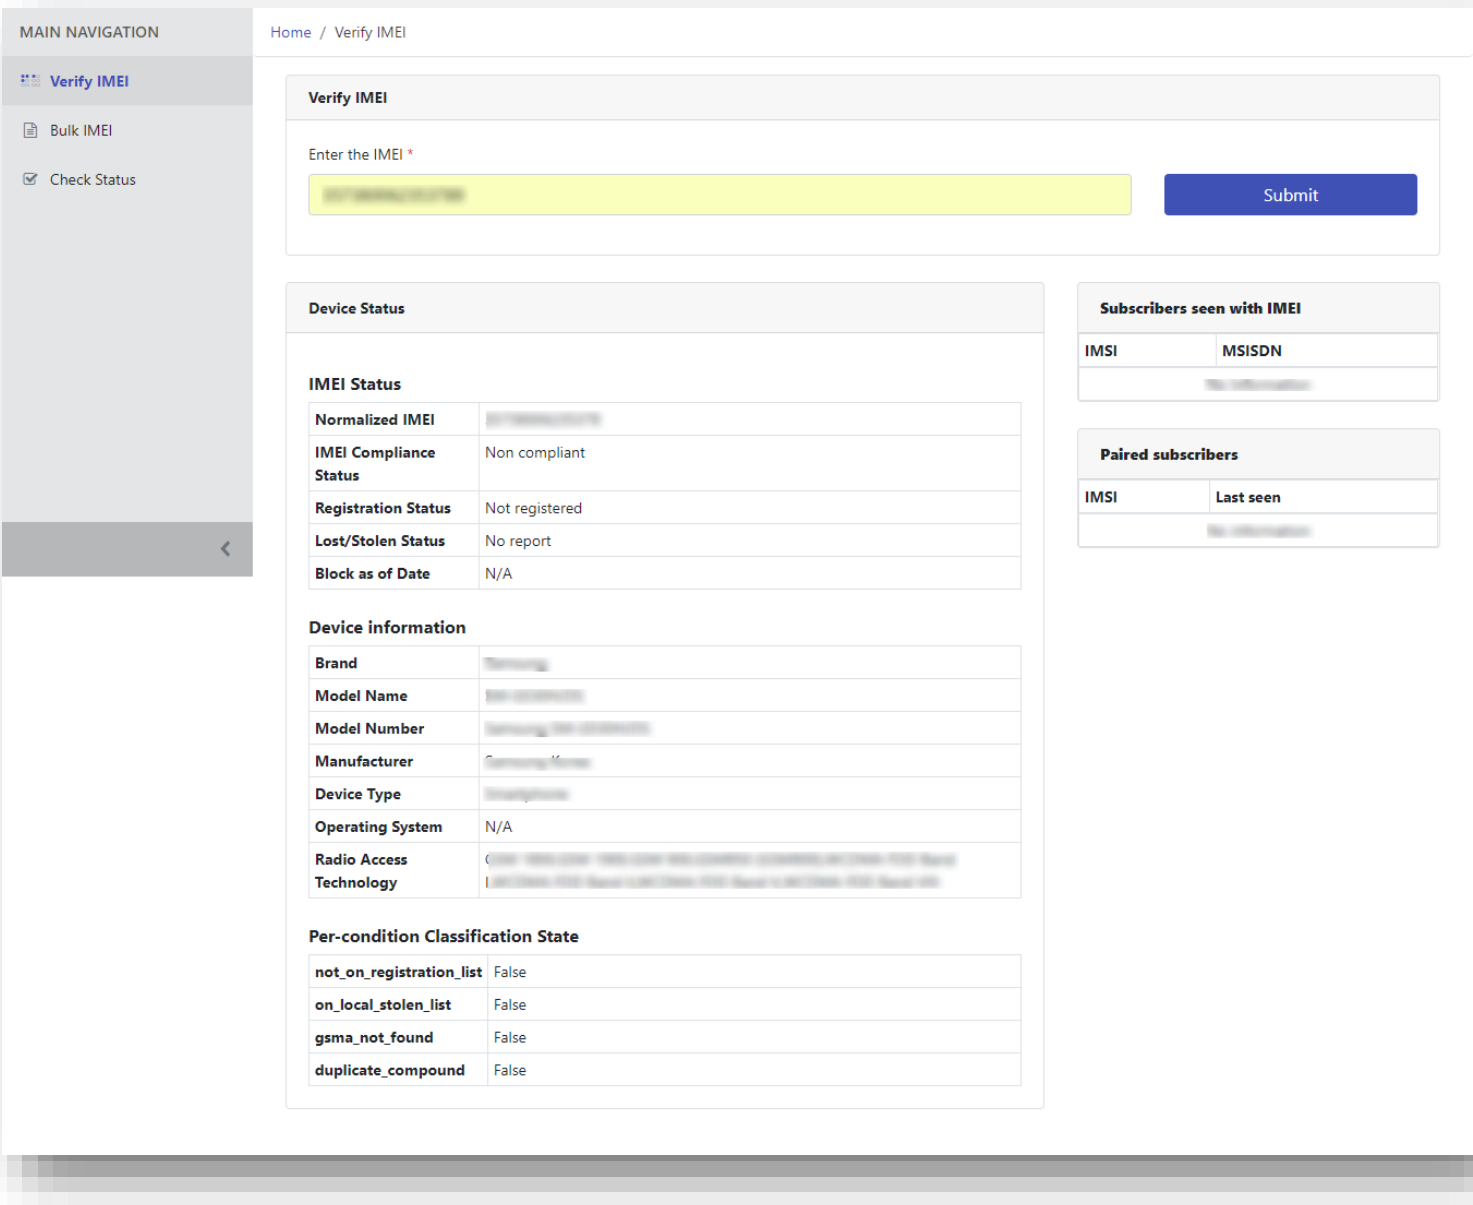 MAIN NAVIGATION
Verify IMEI
Bulk IMEI
Check Status
Home / Verify IMEI
Verify IMEI
Enter the IMEI *
Submit
Device Status
IMEI Status
Normalized IMEI
IMEI Compliance Status Non compliant
Registration Status Not registered
Lost/Stolen Status No report
Block as of Date N/A
Device information
Brand
Model Name
Model Number
Manufacturer
Device Type
Operating System N/A
Radio Access
Technology
Per-condition Classification State
not_on_registration_list False
on_local_stolen_list False
gsma_not_found False
duplicate_compound False
Subscribers seen with IMEI
IMSI MSISDN
Paired subscribers
IMSI Last seen